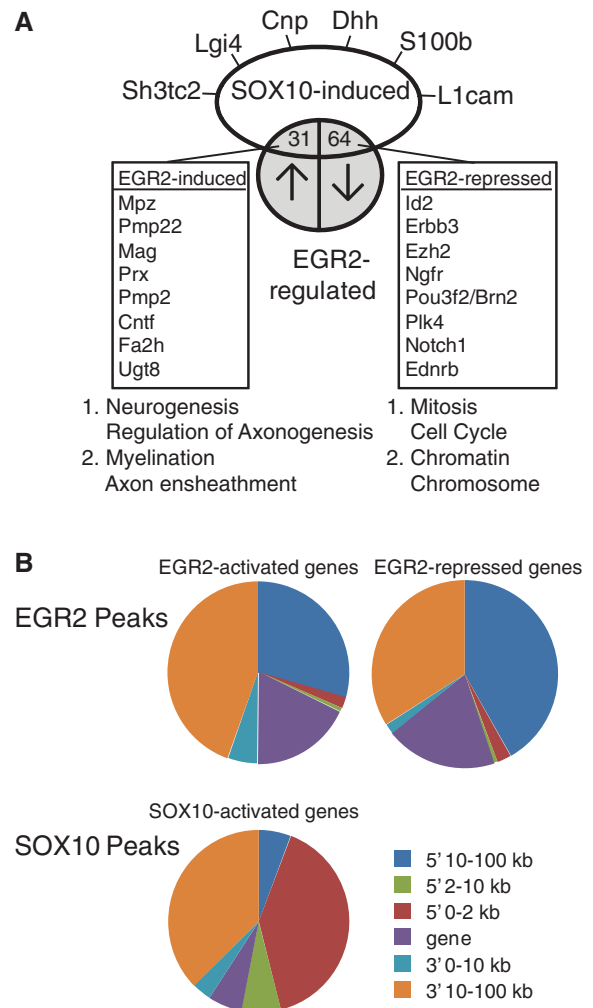 A
Cnp
Dhh
Lgi4
S100b
Sh3tc2
SOX10-induced
L1cam
31
64
EGR2-induced
Mpz
Pmp22
Mag
Prx
Pmp2
Cntf
Fa2h
Ugt8
EGR2-
regulated
EGR2-repressed
Id2
Erbb3
Ezh2
Ngfr
Pou3f2/Brn2
Plk4
Notch1
Ednrb
1. Neurogenesis
Regulation of Axonogenesis
2. Myelination
Axon ensheathment
1. Mitosis
Cell Cycle
2. Chromatin
Chromosome
B
EGR2-activated genes
EGR2-repressed genes
EGR2 Peaks
SOX10-activated genes
SOX10 Peaks
5' 10-100 kb
5' 2-10 kb
5' 0-2 kb
gene
3' 0-10 kb
3' 10-100 kb